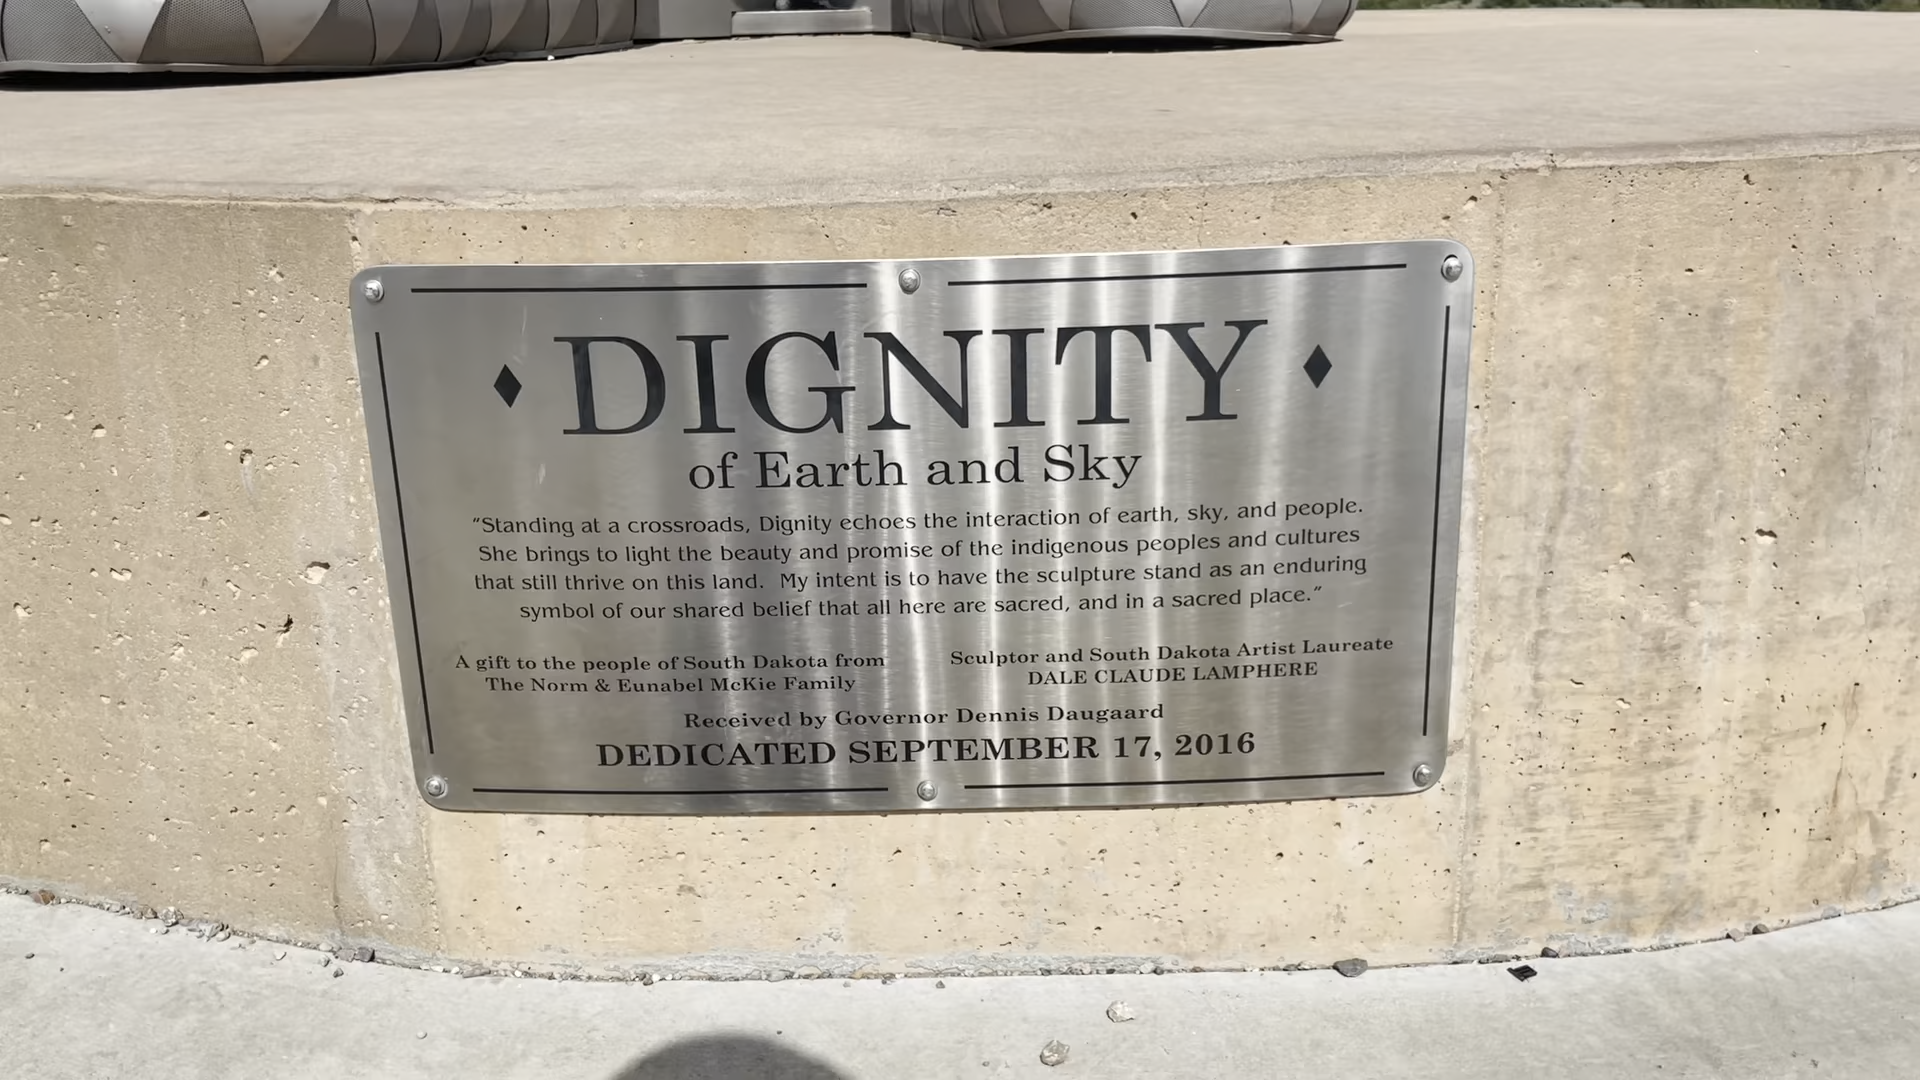 DIGNITY
of Earth and Sky
"Standing at a crossroads, Dignity echoes the interaction of earth, sky, and people.
She brings to light the beauty and promise of the indigenous peoples and cultures
that still thrive on this land. My intent is to have the sculpture stand as an enduring
symbol of our shared belief that all here are sacred, and in a sacred place."
A gift to the people of South Dakota from
The Norm & Eunabel McKie Family
Sculptor and South Dakota Artist Laureate
DALE CLAUDE LAMPHERE
Received by Governor Dennis Daugaard
DEDICATED SEPTEMBER 17, 2016